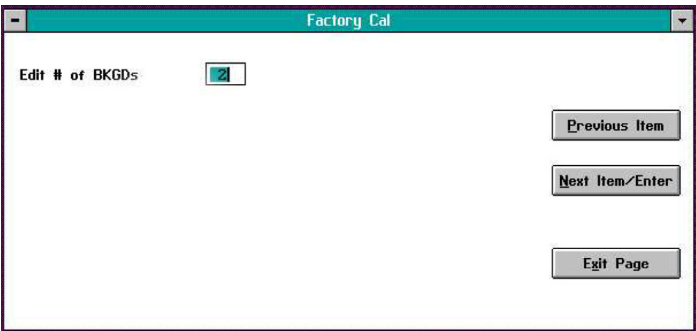 Factory Cal
Edit # of BKGDs 2
Previous Item
Next Item/Enter
Exit Page